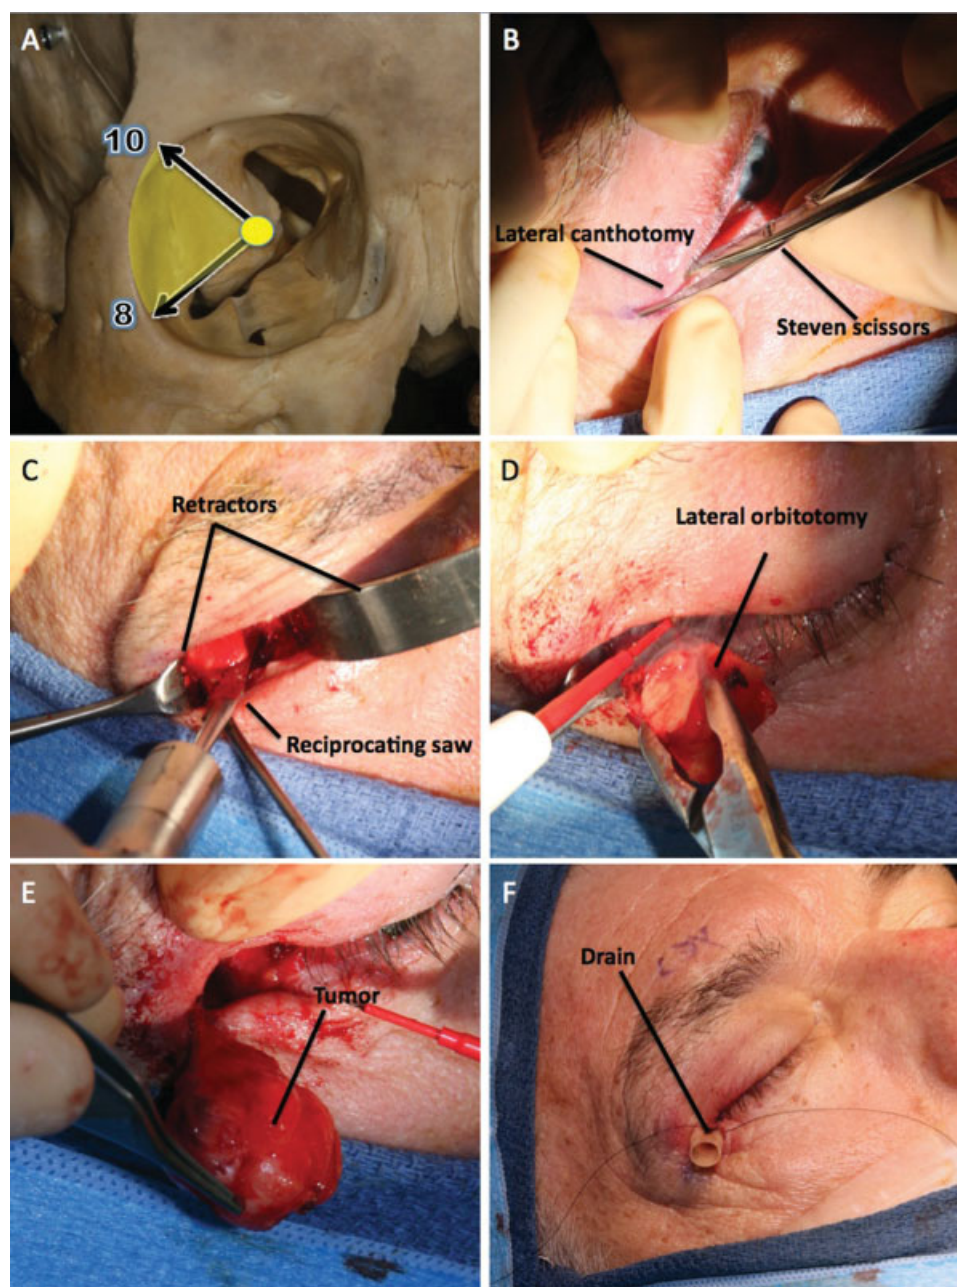 A
10
8
B
Lateral canthotomy
Steven scissors
C
Retractors
Reciprocating saw
D
Lateral orbitotomy
E
Tumor
F
Drain